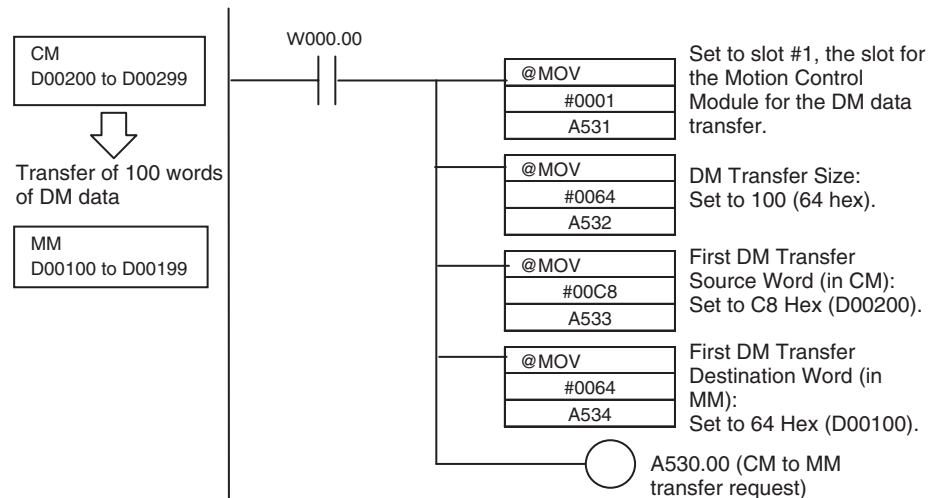 CM
D00200 to D00299
Transfer of 100 words
of DM data
MM
D00100 to D00199
W000.00
@MOV
#0001
A531
Set to slot #1, the slot for
the Motion Control
Module for the DM data
transfer.
@MOV
#0064
A532
DM Transfer Size:
Set to 100 (64 hex).
@MOV
#00C8
A533
First DM Transfer
Source Word (in CM):
Set to C8 Hex (D00200).
@MOV
#0064
A534
First DM Transfer
Destination Word (in
MM):
Set to 64 Hex (D00100).
A530.00 (CM to MM
transfer request)